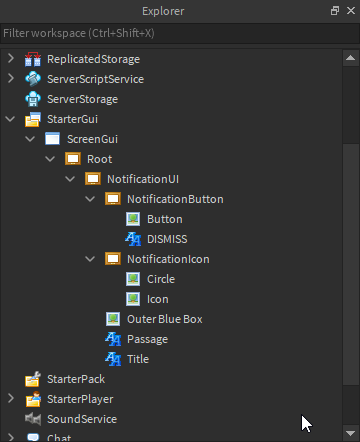 Explorer
Filter workspace (Ctrl+Shift+X)
ReplicatedStorage
ServerScriptService
ServerStorage
StarterGui
ScreenGui
Root
NotificationUI
NotificationButton
Button
DISMISS
NotificationIcon
Circle
Icon
Outer Blue Box
Passage
Title
StarterPack
StarterPlayer
SoundService
Chat